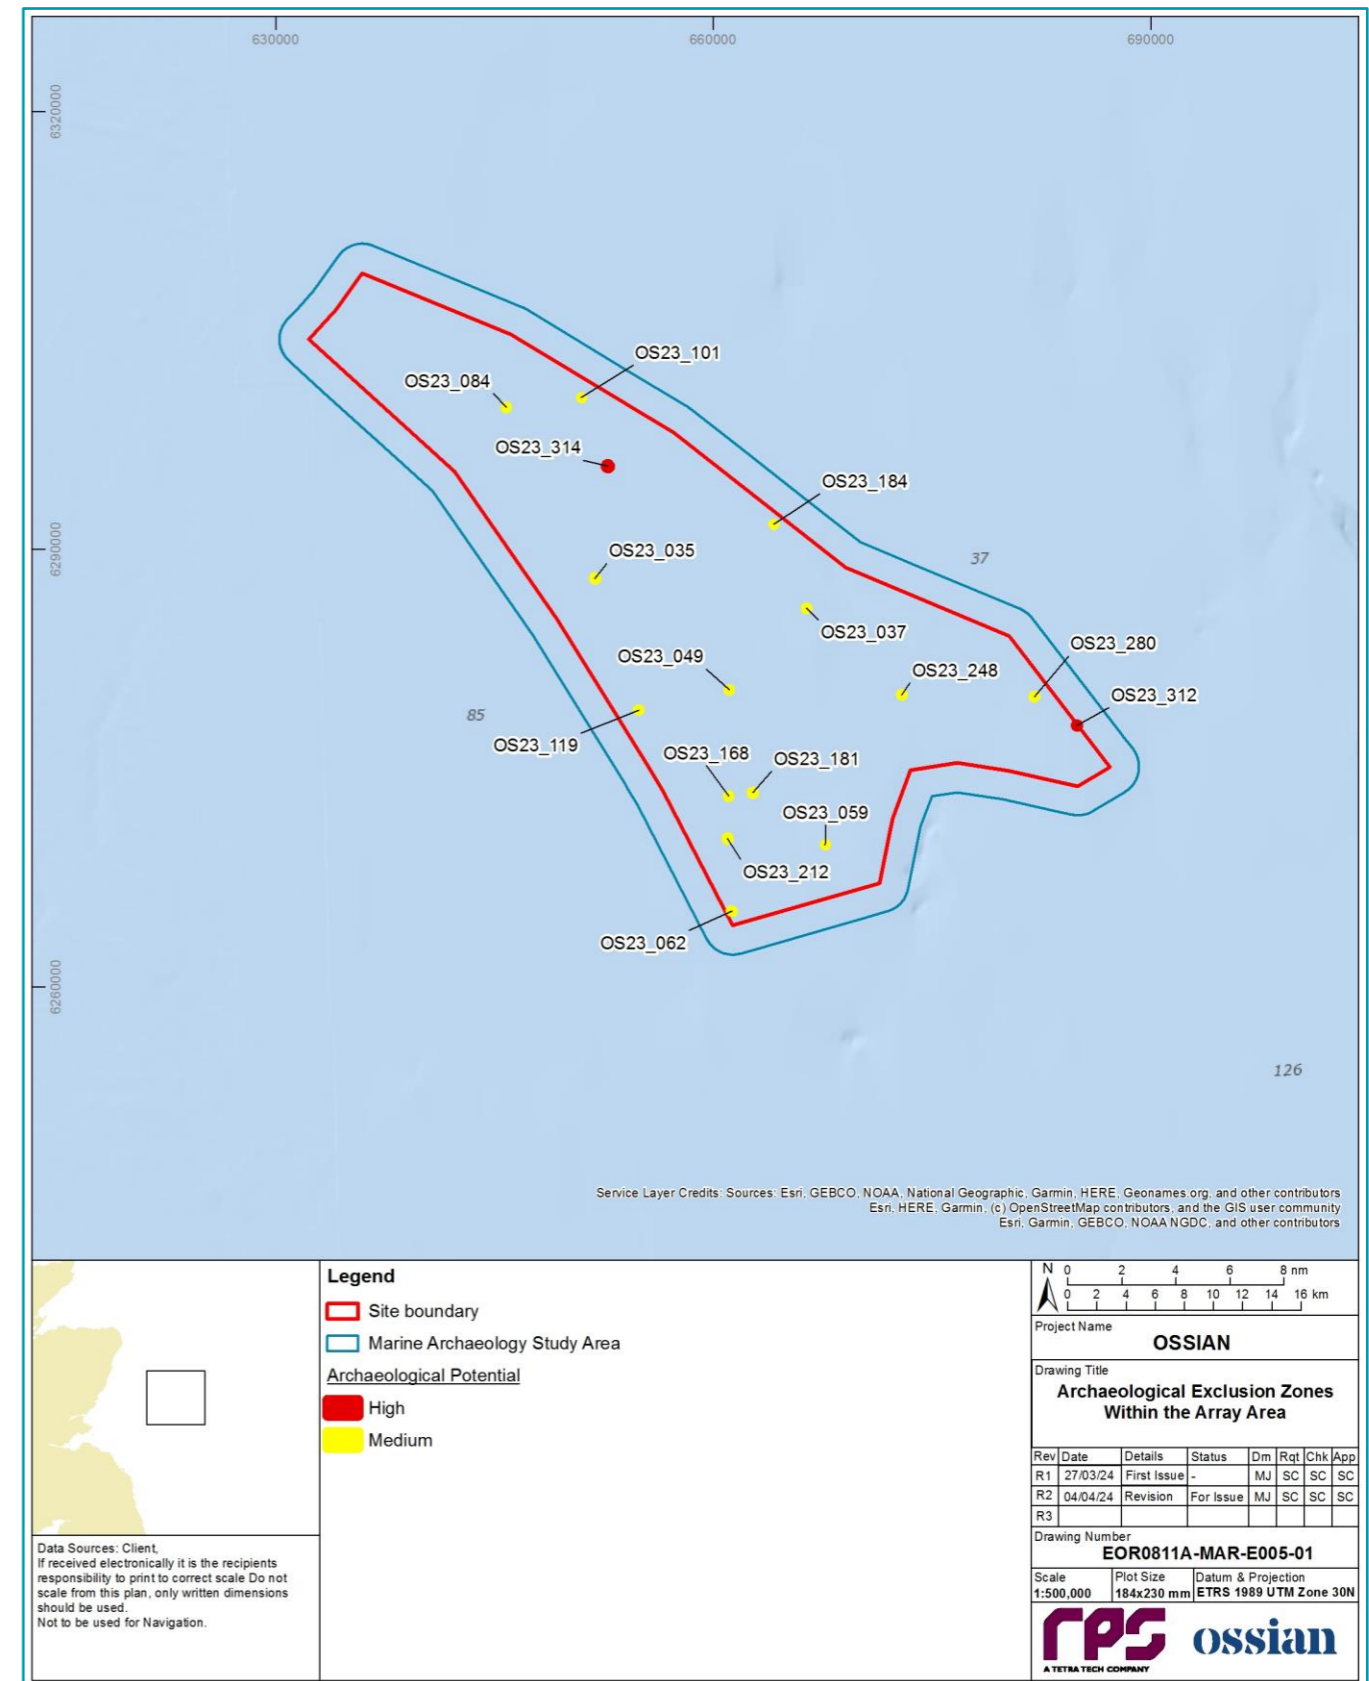 630000
660000
690000
6320000
6290000
6260000
OS23_101
OS23_084
OS23_314
OS23_184
OS23_035
37
OS23_037
OS23_049
OS23_280
OS23_248
OS23_312
85
OS23_119
OS23_168
OS23_181
OS23_059
OS23_212
OS23_062
126
Service Layer Credits: Sources: Esri, GEBCO, NOAA, National Geographic, Garmin, HERE, Geonames.org, and other contributors
Esri, HERE, Garmin, (c) OpenStreetMap contributors, and the GIS user community
Esri, Garmin, GEBCO, NOAA NGDC, and other contributors
Data Sources: Client,
If received electronically it is the recipients
responsibility to print to correct scale Do not
scale from this plan, only written dimensions
should be used.
Not to be used for Navigation.
Legend
Site boundary
Marine Archaeology Study Area
Archaeological Potential
High
Medium
N 0 2 4 6 8 nm
0 2 4 6 8 10 12 14 16 km
Project Name
OSSIAN
Drawing Title
Archaeological Exclusion Zones
Within the Array Area
Rev Date Details Status Dm Rqt Chk App
R1 27/03/24 First Issue - MJ SC SC SC
R2 04/04/24 Revision For Issue MJ SC SC SC
R3
Drawing Number
EOR0811A-MAR-E005-01
Scale Plot Size Datum & Projection
1:500,000 184x230 mm ETRS 1989 UTM Zone 30N
rps ossian
A TETRA TECH COMPANY